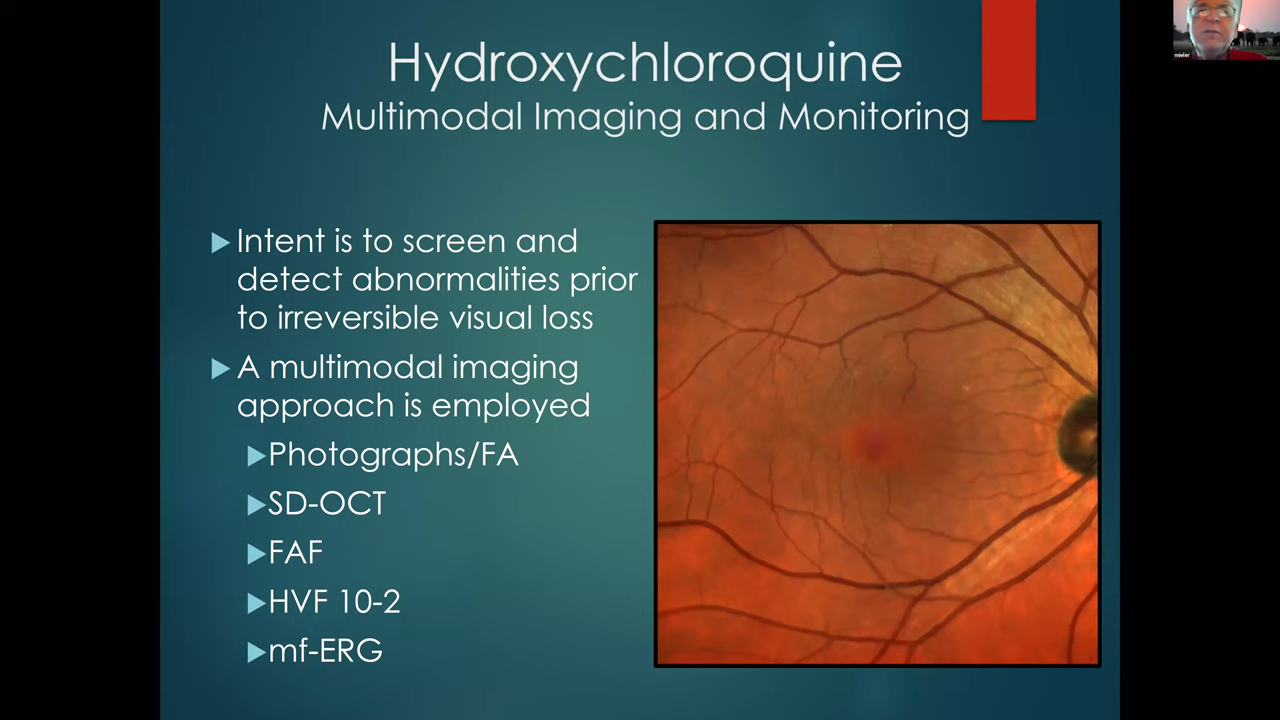 Hydroxychloroquine
Multimodal Imaging and Monitoring
Intent is to screen and
detect abnormalities prior
to irreversible visual loss
A multimodal imaging
approach is employed
Photographs/FA
SD-OCT
FAF
HVF 10-2
mf-ERG
mieler